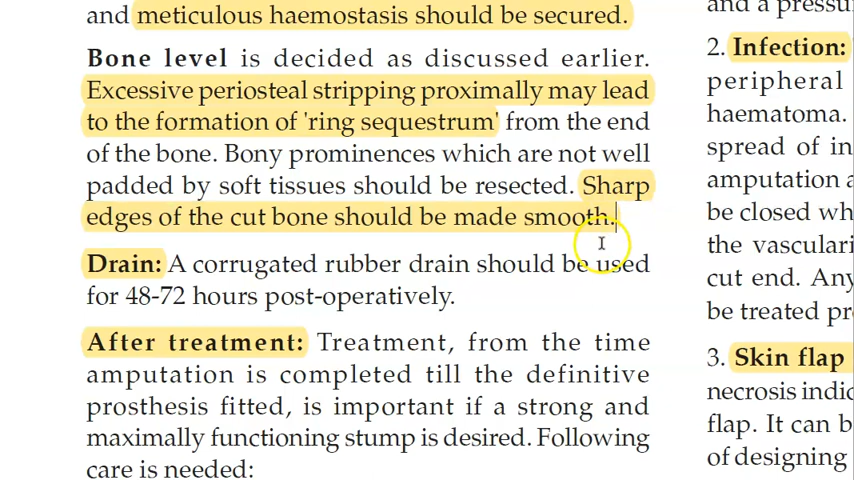 and meticulous haemostasis should be secured.
Bone level is decided as discussed earlier.
Excessive periosteal stripping proximally may lead
to the formation of 'ring sequestrum' from the end
of the bone. Bony prominences which are not well
padded by soft tissues should be resected. Sharp
edges of the cut bone should be made smooth.
Drain: A corrugated rubber drain should be used
for 48-72 hours post-operatively.
After treatment: Treatment, from the time
amputation is completed till the definitive
prosthesis fitted, is important if a strong and
maximally functioning stump is desired. Following
care is needed:
and a pressu
2. Infection:
peripheral
haematoma.
spread of in
amputation a
be closed wh
the vasculari
cut end. Any
be treated pr
3. Skin flap
necrosis indic
flap. It can b
of designing